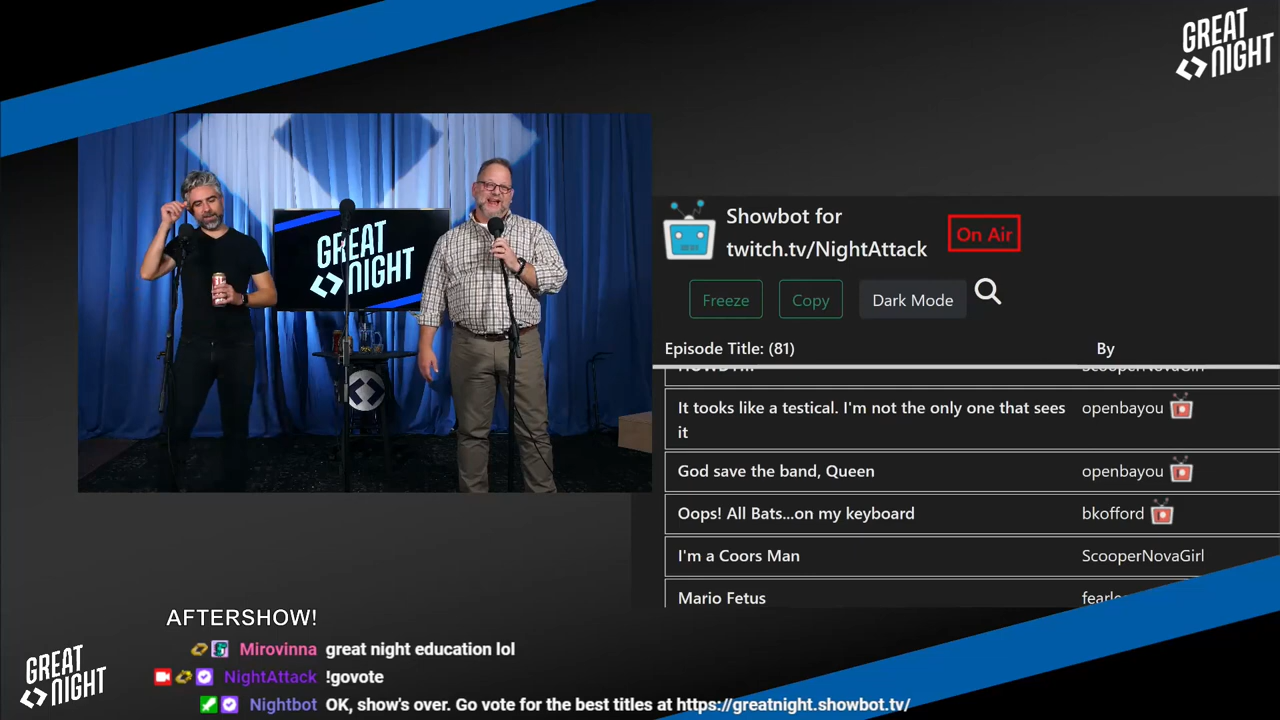 GREAT
NIGHT
GREAT
NIGHT
Showbot for
twitch.tv/NightAttack
On Air
Freeze
Copy
Dark Mode
Episode Title: (81)
By
HOWDY...
ScooperNovaGirl
It tooks like a testical. I'm not the only one that sees
it
openbayou
God save the band, Queen
openbayou
Oops! All Bats...on my keyboard
bkofford
I'm a Coors Man
ScooperNovaGirl
Mario Fetus
AFTERSHOW!
Mirovinna great night education lol
NightAttack !govote
Nightbot OK, show's over. Go vote for the best titles at https://greatnight.showbot.tv/
GREAT
NIGHT